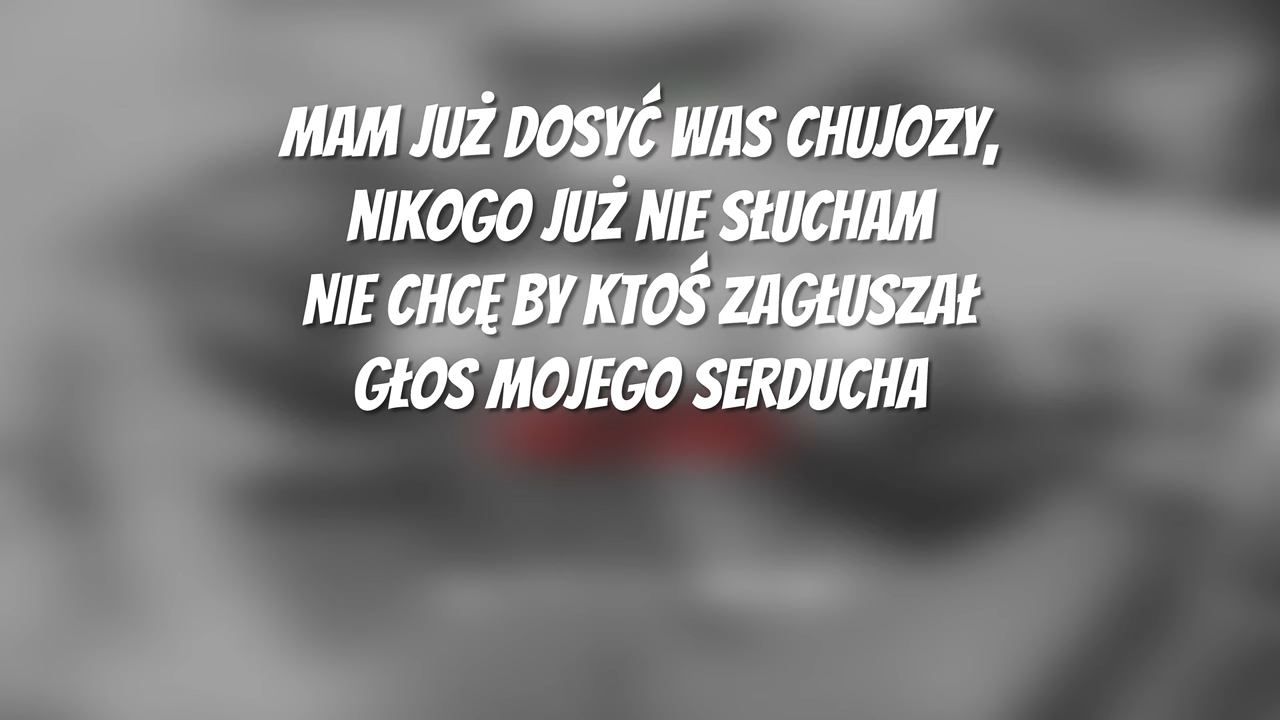 MAM JUŻ DOSYĆ WAS CHUJOZY,
NIKOGO JUŻ NIE SŁUCHAM
NIE CHCĘ BY KTOŚ ZAGŁUSZAŁ
GŁOS MOJEGO SERDUCHA